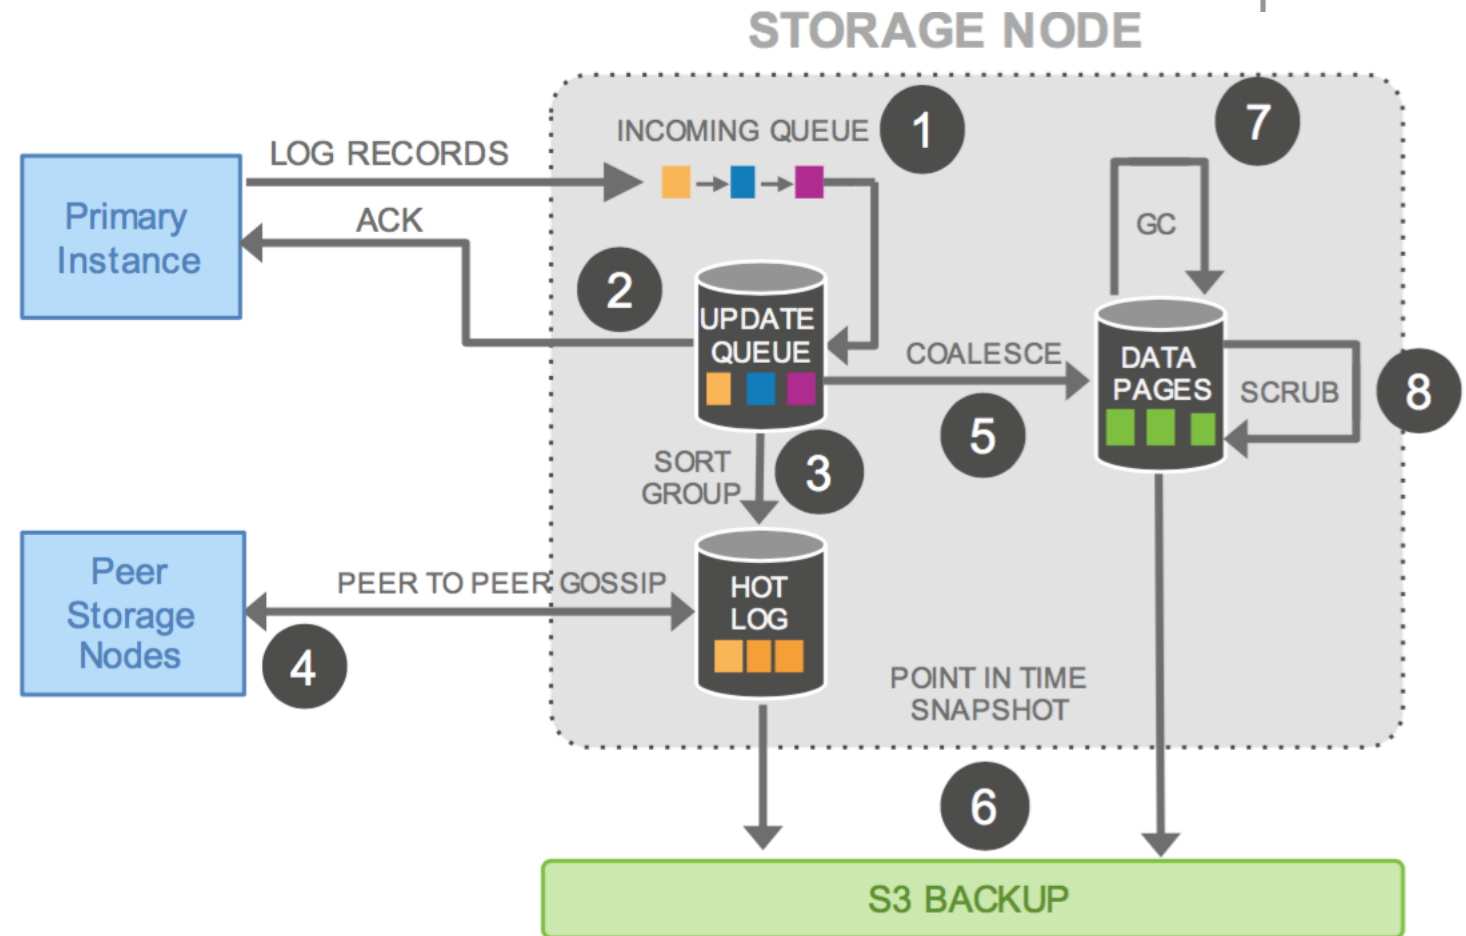 STORAGE NODE
INCOMING QUEUE
1
7
LOG RECORDS
Primary
Instance
ACK
GC
2
UPDATE
QUEUE
COALESCE
DATA
PAGES
SCRUB
8
5
SORT
GROUP
3
Peer
Storage
Nodes
PEER TO PEER GOSSIP
HOT
LOG
4
POINT IN TIME
SNAPSHOT
6
S3 BACKUP